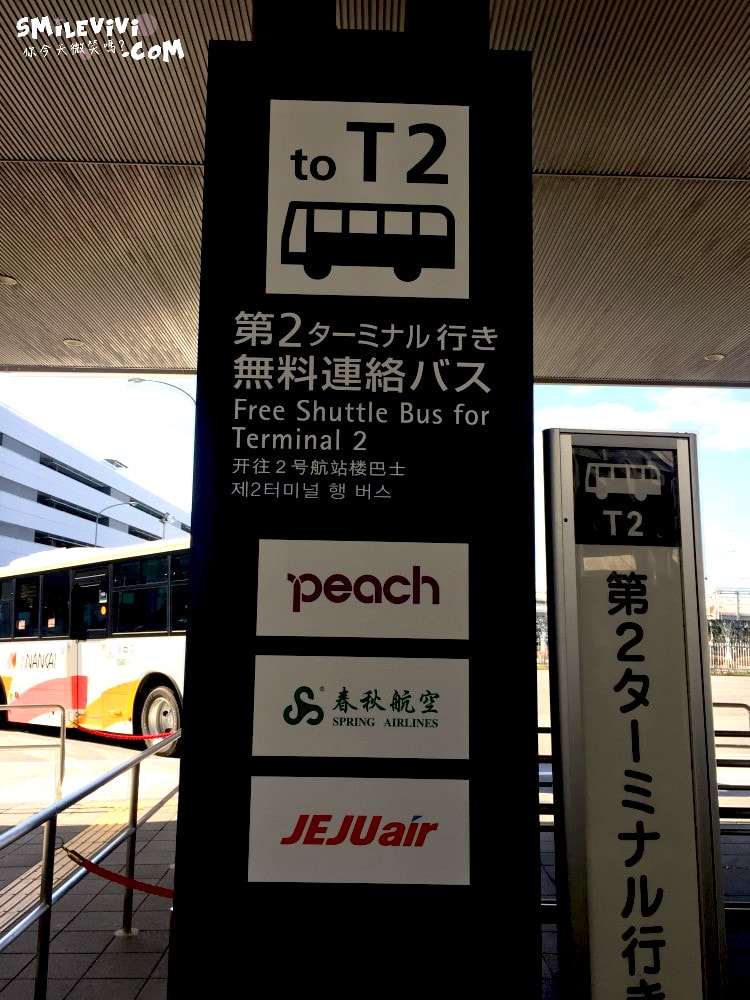 SMILEVIVI
你今天微笑嗎?.COM
to T2
第2ターミナル行き
無料連絡バス
Free Shuttle Bus for
Terminal 2
开往2号航站楼巴士
제2터미널 행 버스
peach
春秋航空
SPRING AIRLINES
JEJUair
NANKAI
T2
第2ターミナル行き